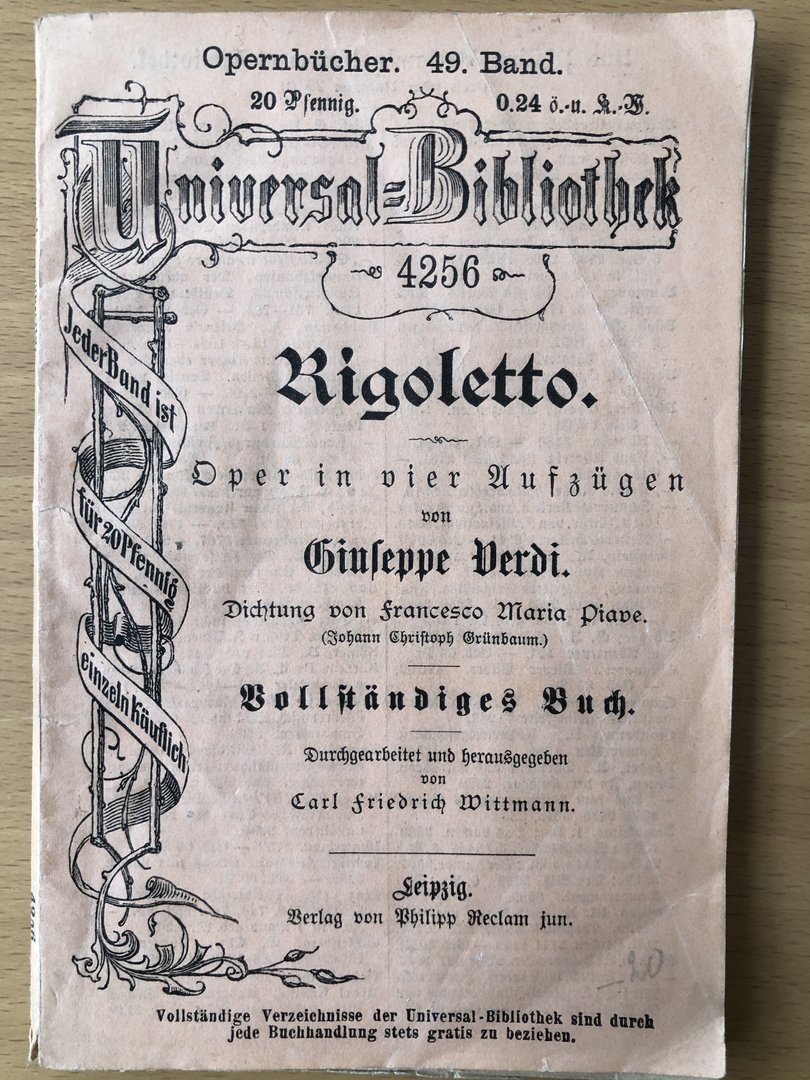 Opernbücher. 49. Band.
20 Pfennig. 0.24 ö.-u. K.-W.
Universal=Bibliothek
4256
Jeder Band ist
für 20 Pfennig
einzeln käuflich
Rigoletto.
Oper in vier Aufzügen
von
Giuseppe Verdi.
Dichtung von Francesco Maria Piave.
(Johann Christoph Grünbaum.)
Vollständiges Buch.
Durchgearbeitet und herausgegeben
von
Carl Friedrich Wittmann.
Leipzig.
Verlag von Philipp Reclam jun.
20
Vollständige Verzeichnisse der Universal-Bibliothek sind durch
jede Buchhandlung stets gratis zu beziehen.